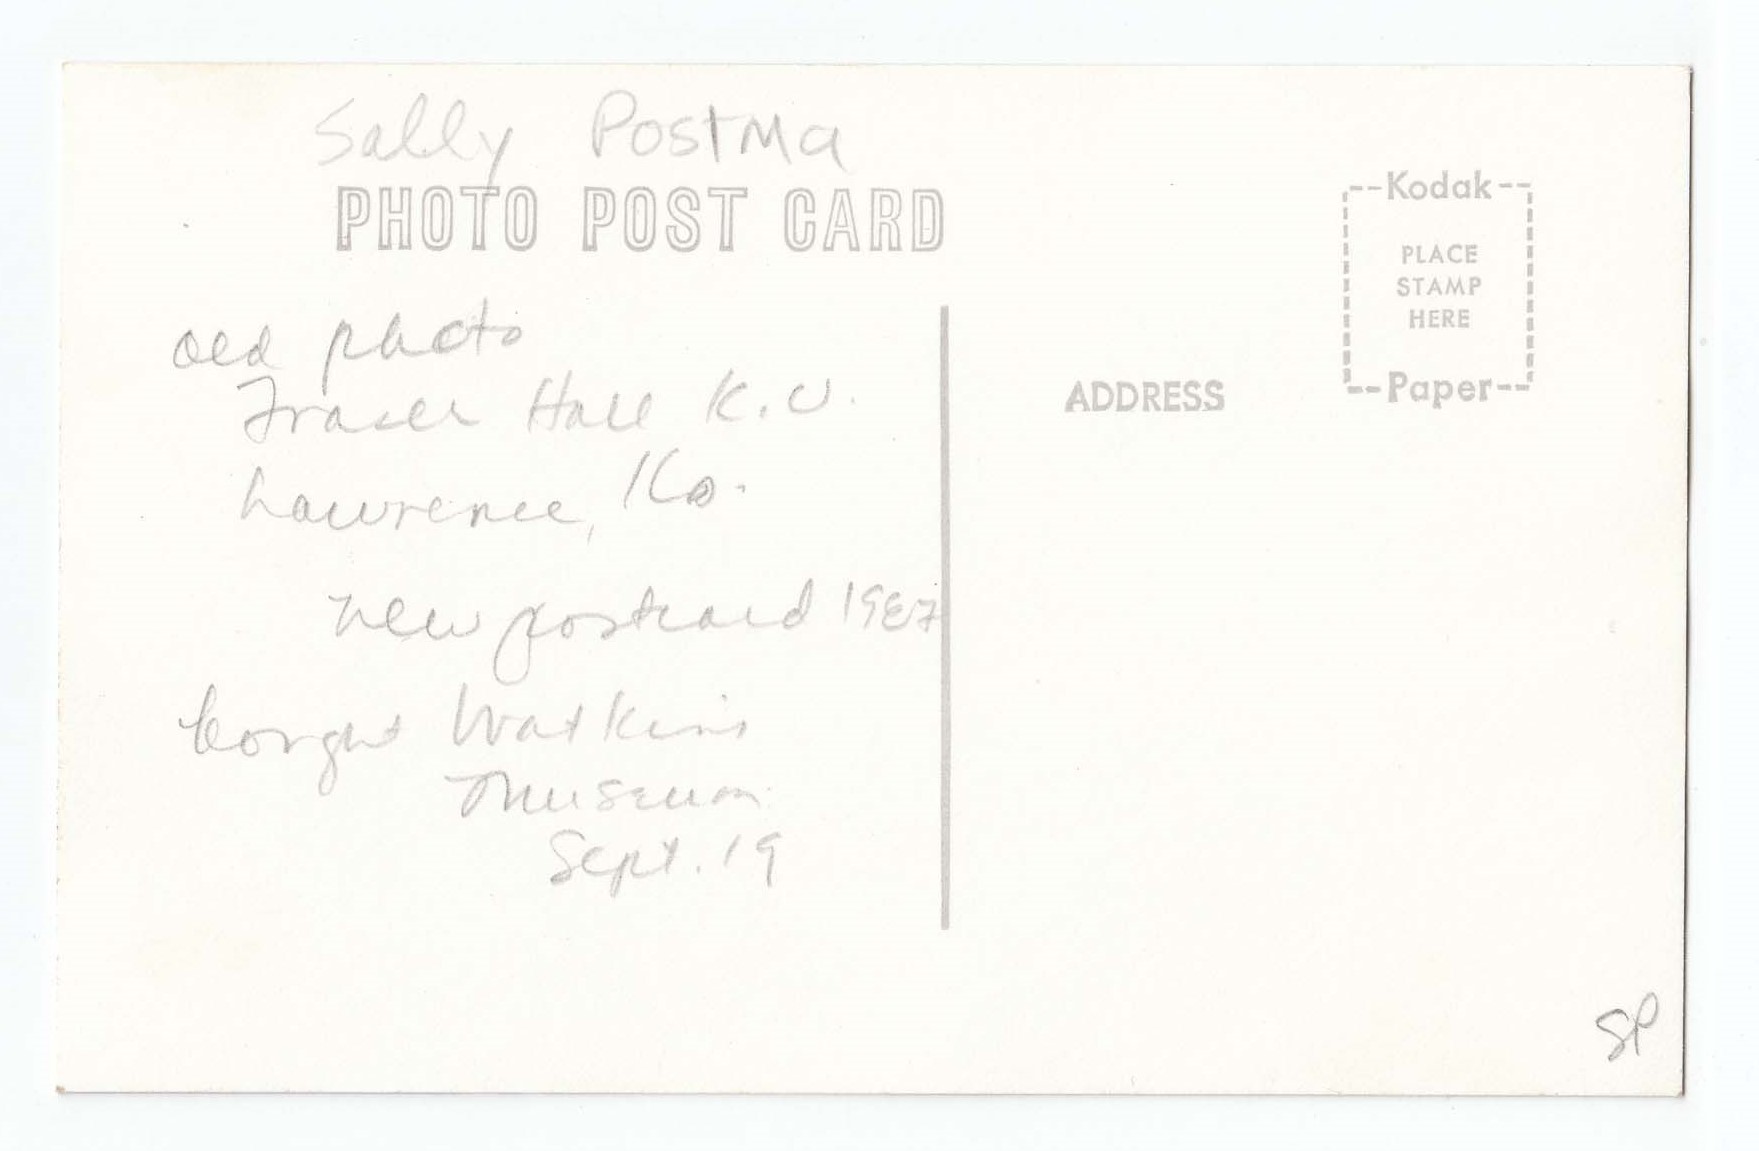 Sally Postma
PHOTO POST CARD
old photo
Fraser Hall K.U.
Lawrence, Ks.
new postcard 1987
bought Watkins
Museum
Sept. 19
--Kodak--
PLACE
STAMP
HERE
--Paper--
ADDRESS
SP